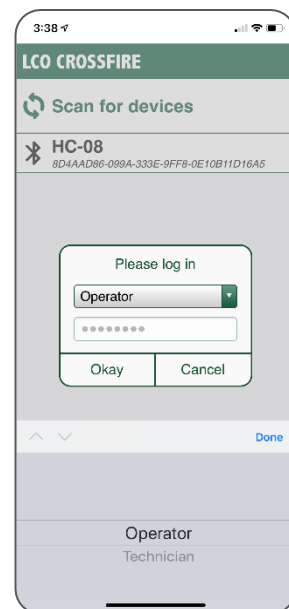 3:38
LCO CROSSFIRE
Scan for devices
HC-08
8D4AAD86-099A-333E-9FF8-0E10B11D16A5
Please log in
Operator
Okay Cancel
Done
Operator
Technician